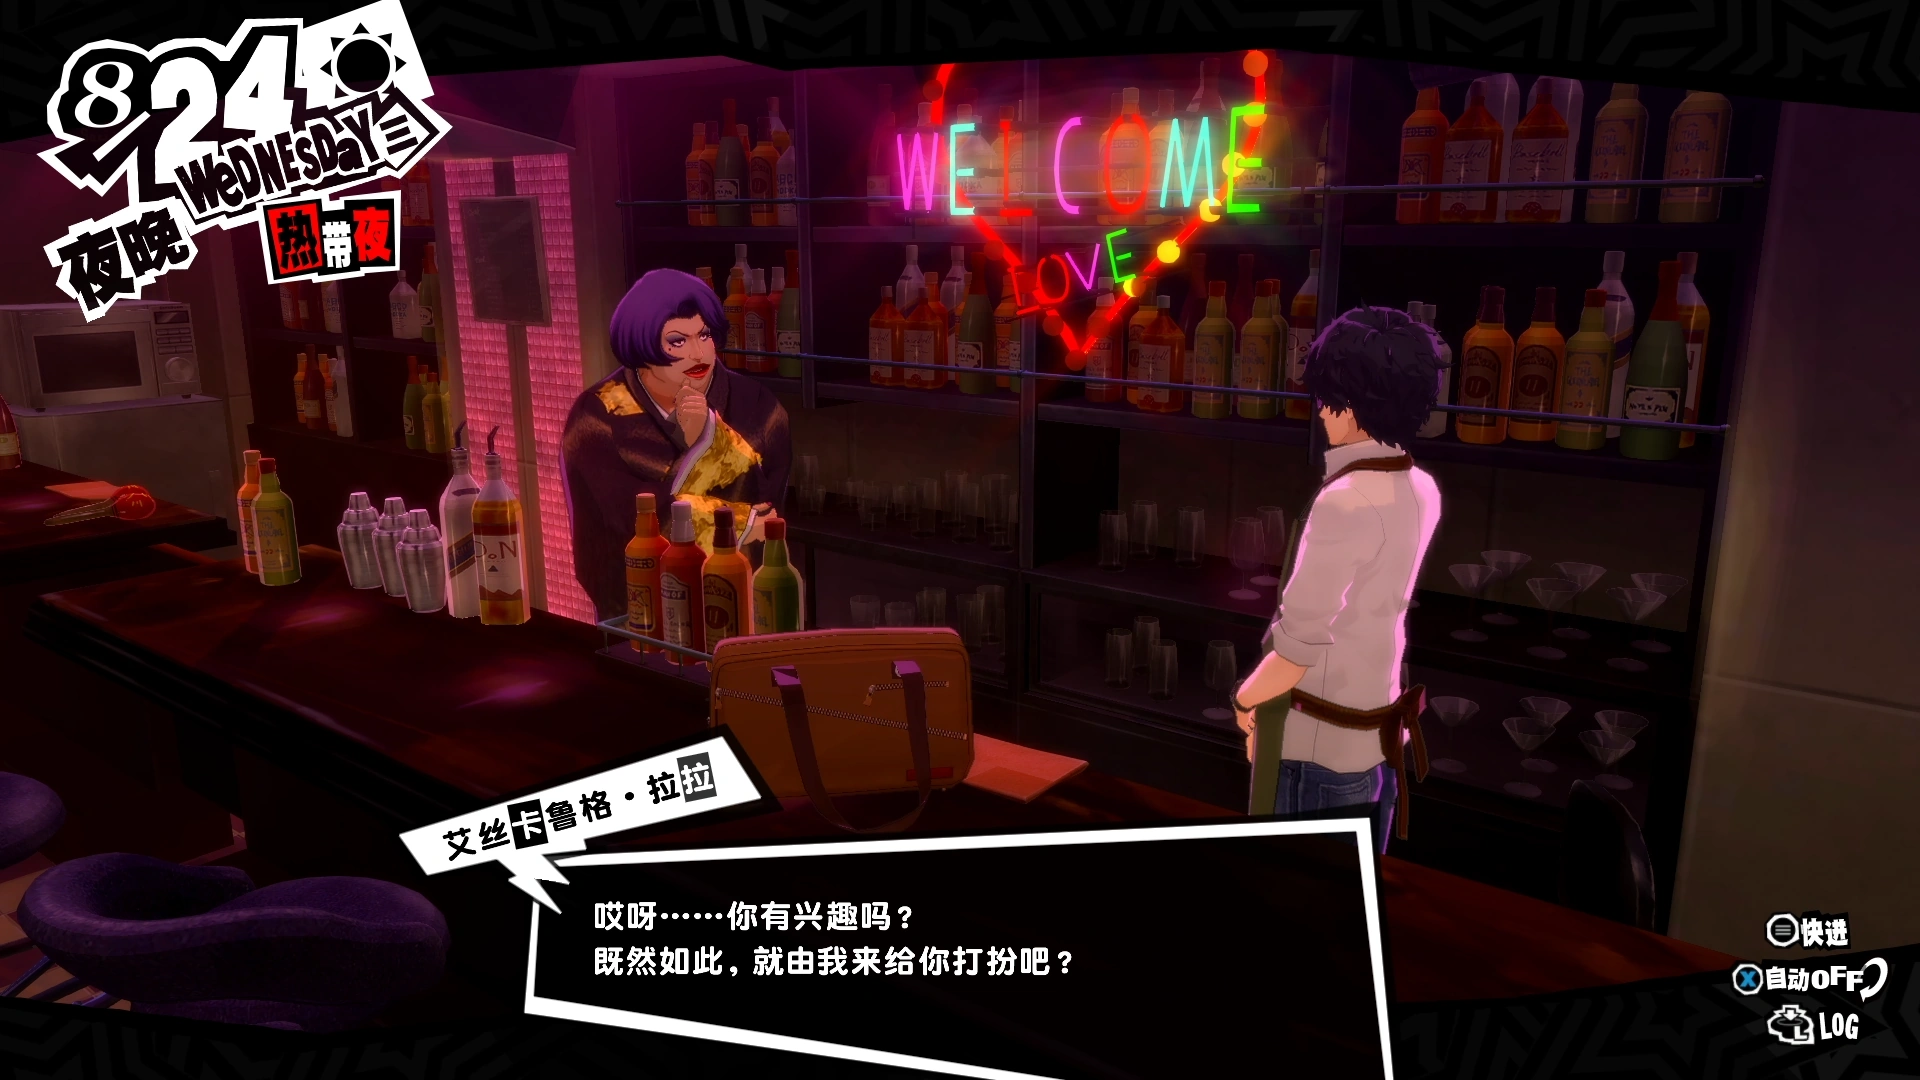 8/24
WEDNESDAY
夜晚
热带夜
WELCOME
LOVE
艾丝卡鲁格·拉拉
哎呀……你有兴趣吗?
既然如此，就由我来给你打扮吧?
快进
X自动OFF
L LOG